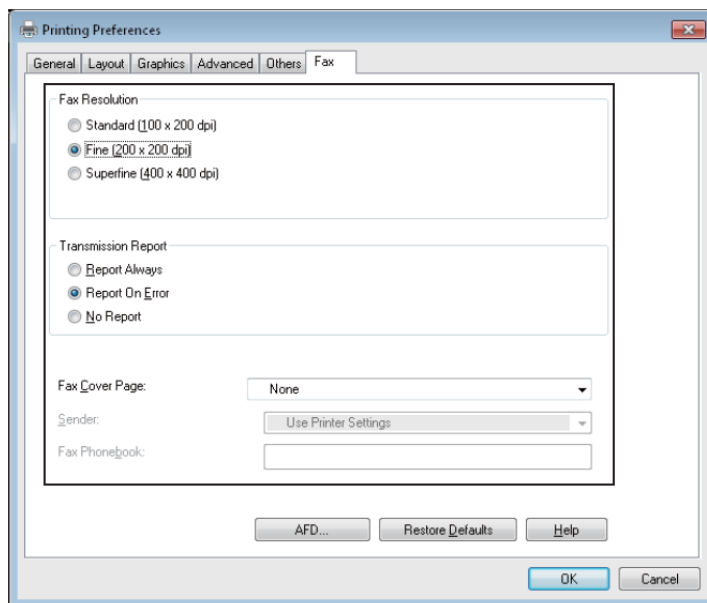 Printing Preferences
General Layout Graphics Advanced Others Fax
Fax Resolution
Standard (100 x 200 dpi)
Fine (200 x 200 dpi)
Superfine (400 x 400 dpi)
Transmission Report
Report Always
Report On Error
No Report
Fax Cover Page: None
Sender: Use Printer Settings
Fax Phonebook:
AFD... Restore Defaults Help
OK Cancel